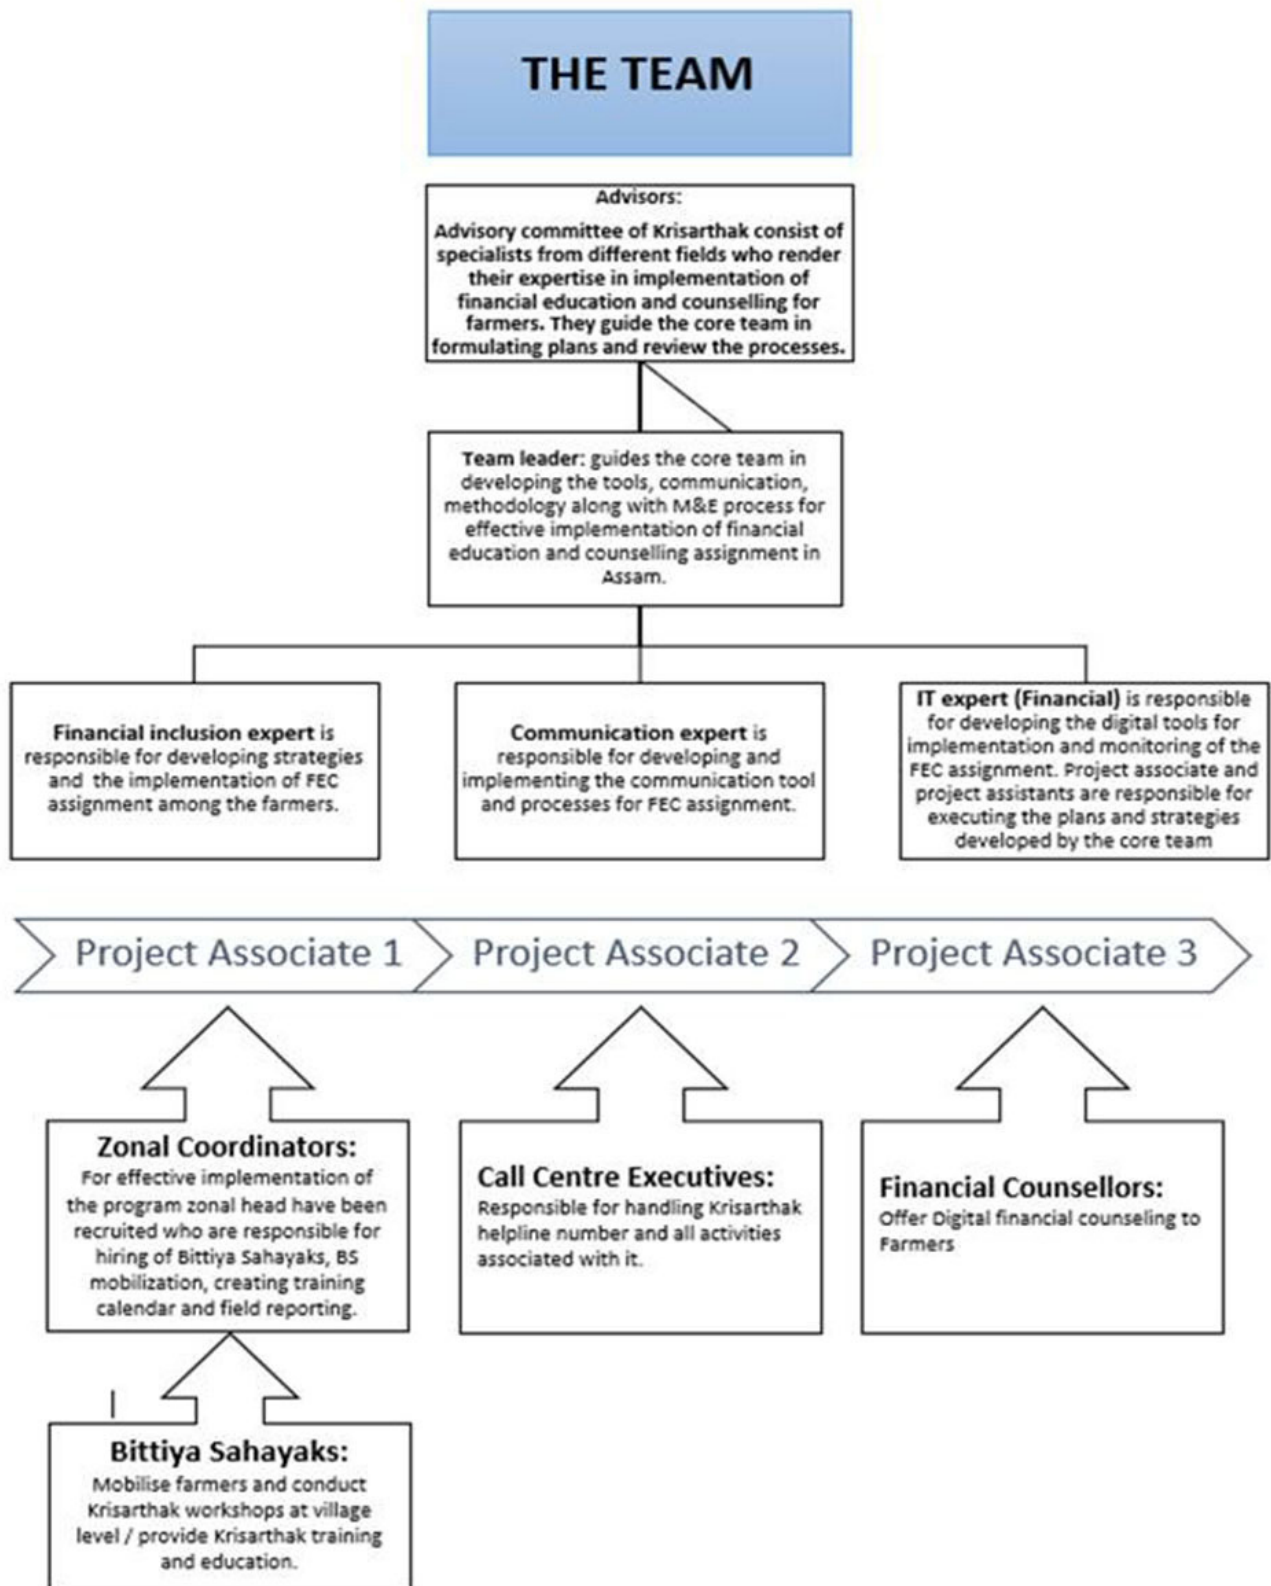 THE TEAM
Advisors:
Advisory committee of Krisarthak consist of
specialists from different fields who render
their expertise in implementation of
financial education and counselling for
farmers. They guide the core team in
formulating plans and review the processes.
Team leader: guides the core team in
developing the tools, communication,
methodology along with M&E process for
effective implementation of financial
education and counselling assignment in
Assam.
Financial inclusion expert is
responsible for developing strategies
and the implementation of FEC
assignment among the farmers.
Communication expert is
responsible for developing and
implementing the communication tool
and processes for FEC assignment.
IT expert (Financial) is responsible
for developing the digital tools for
implementation and monitoring of the
FEC assignment. Project associate and
project assistants are responsible for
executing the plans and strategies
developed by the core team
Project Associate 1
Project Associate 2
Project Associate 3
Zonal Coordinators:
For effective implementation of
the program zonal head have been
recruited who are responsible for
hiring of Bittiya Sahayaks, BS
mobilization, creating training
calendar and field reporting.
Call Centre Executives:
Responsible for handling Krisarthak
helpline number and all activities
associated with it.
Financial Counsellors:
Offer Digital financial counseling to
Farmers
Bittiya Sahayaks:
Mobilise farmers and conduct
Krisarthak workshops at village
level / provide Krisarthak training
and education.